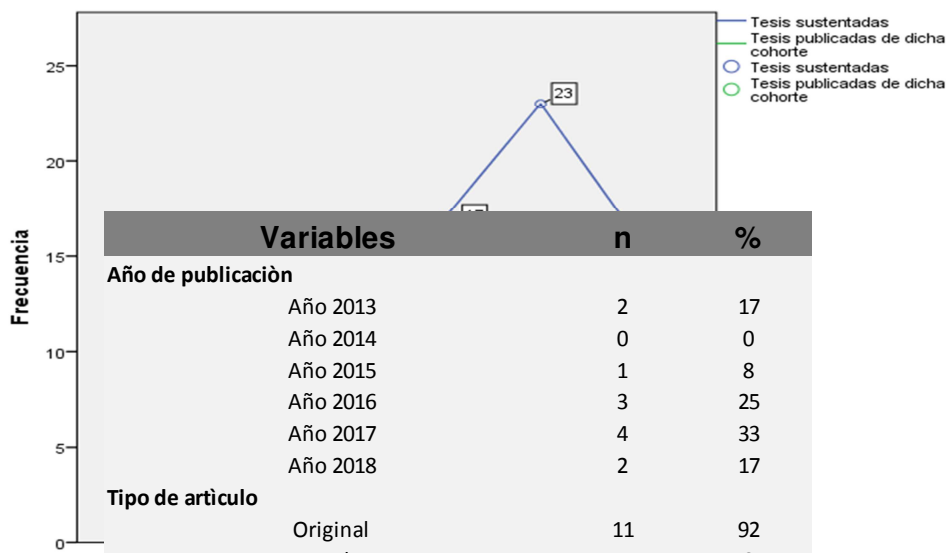 Tesis sustentadas
Tesis publicadas de dicha
cohorte
Tesis sustentadas
Tesis publicadas de dicha
cohorte
25
23
20
15
10
5
0
Frecuencia
Variables n %
Año de publicaciòn
Año 2013 2 17
Año 2014 0 0
Año 2015 1 8
Año 2016 3 25
Año 2017 4 33
Año 2018 2 17
Tipo de artìculo
Original 11 92